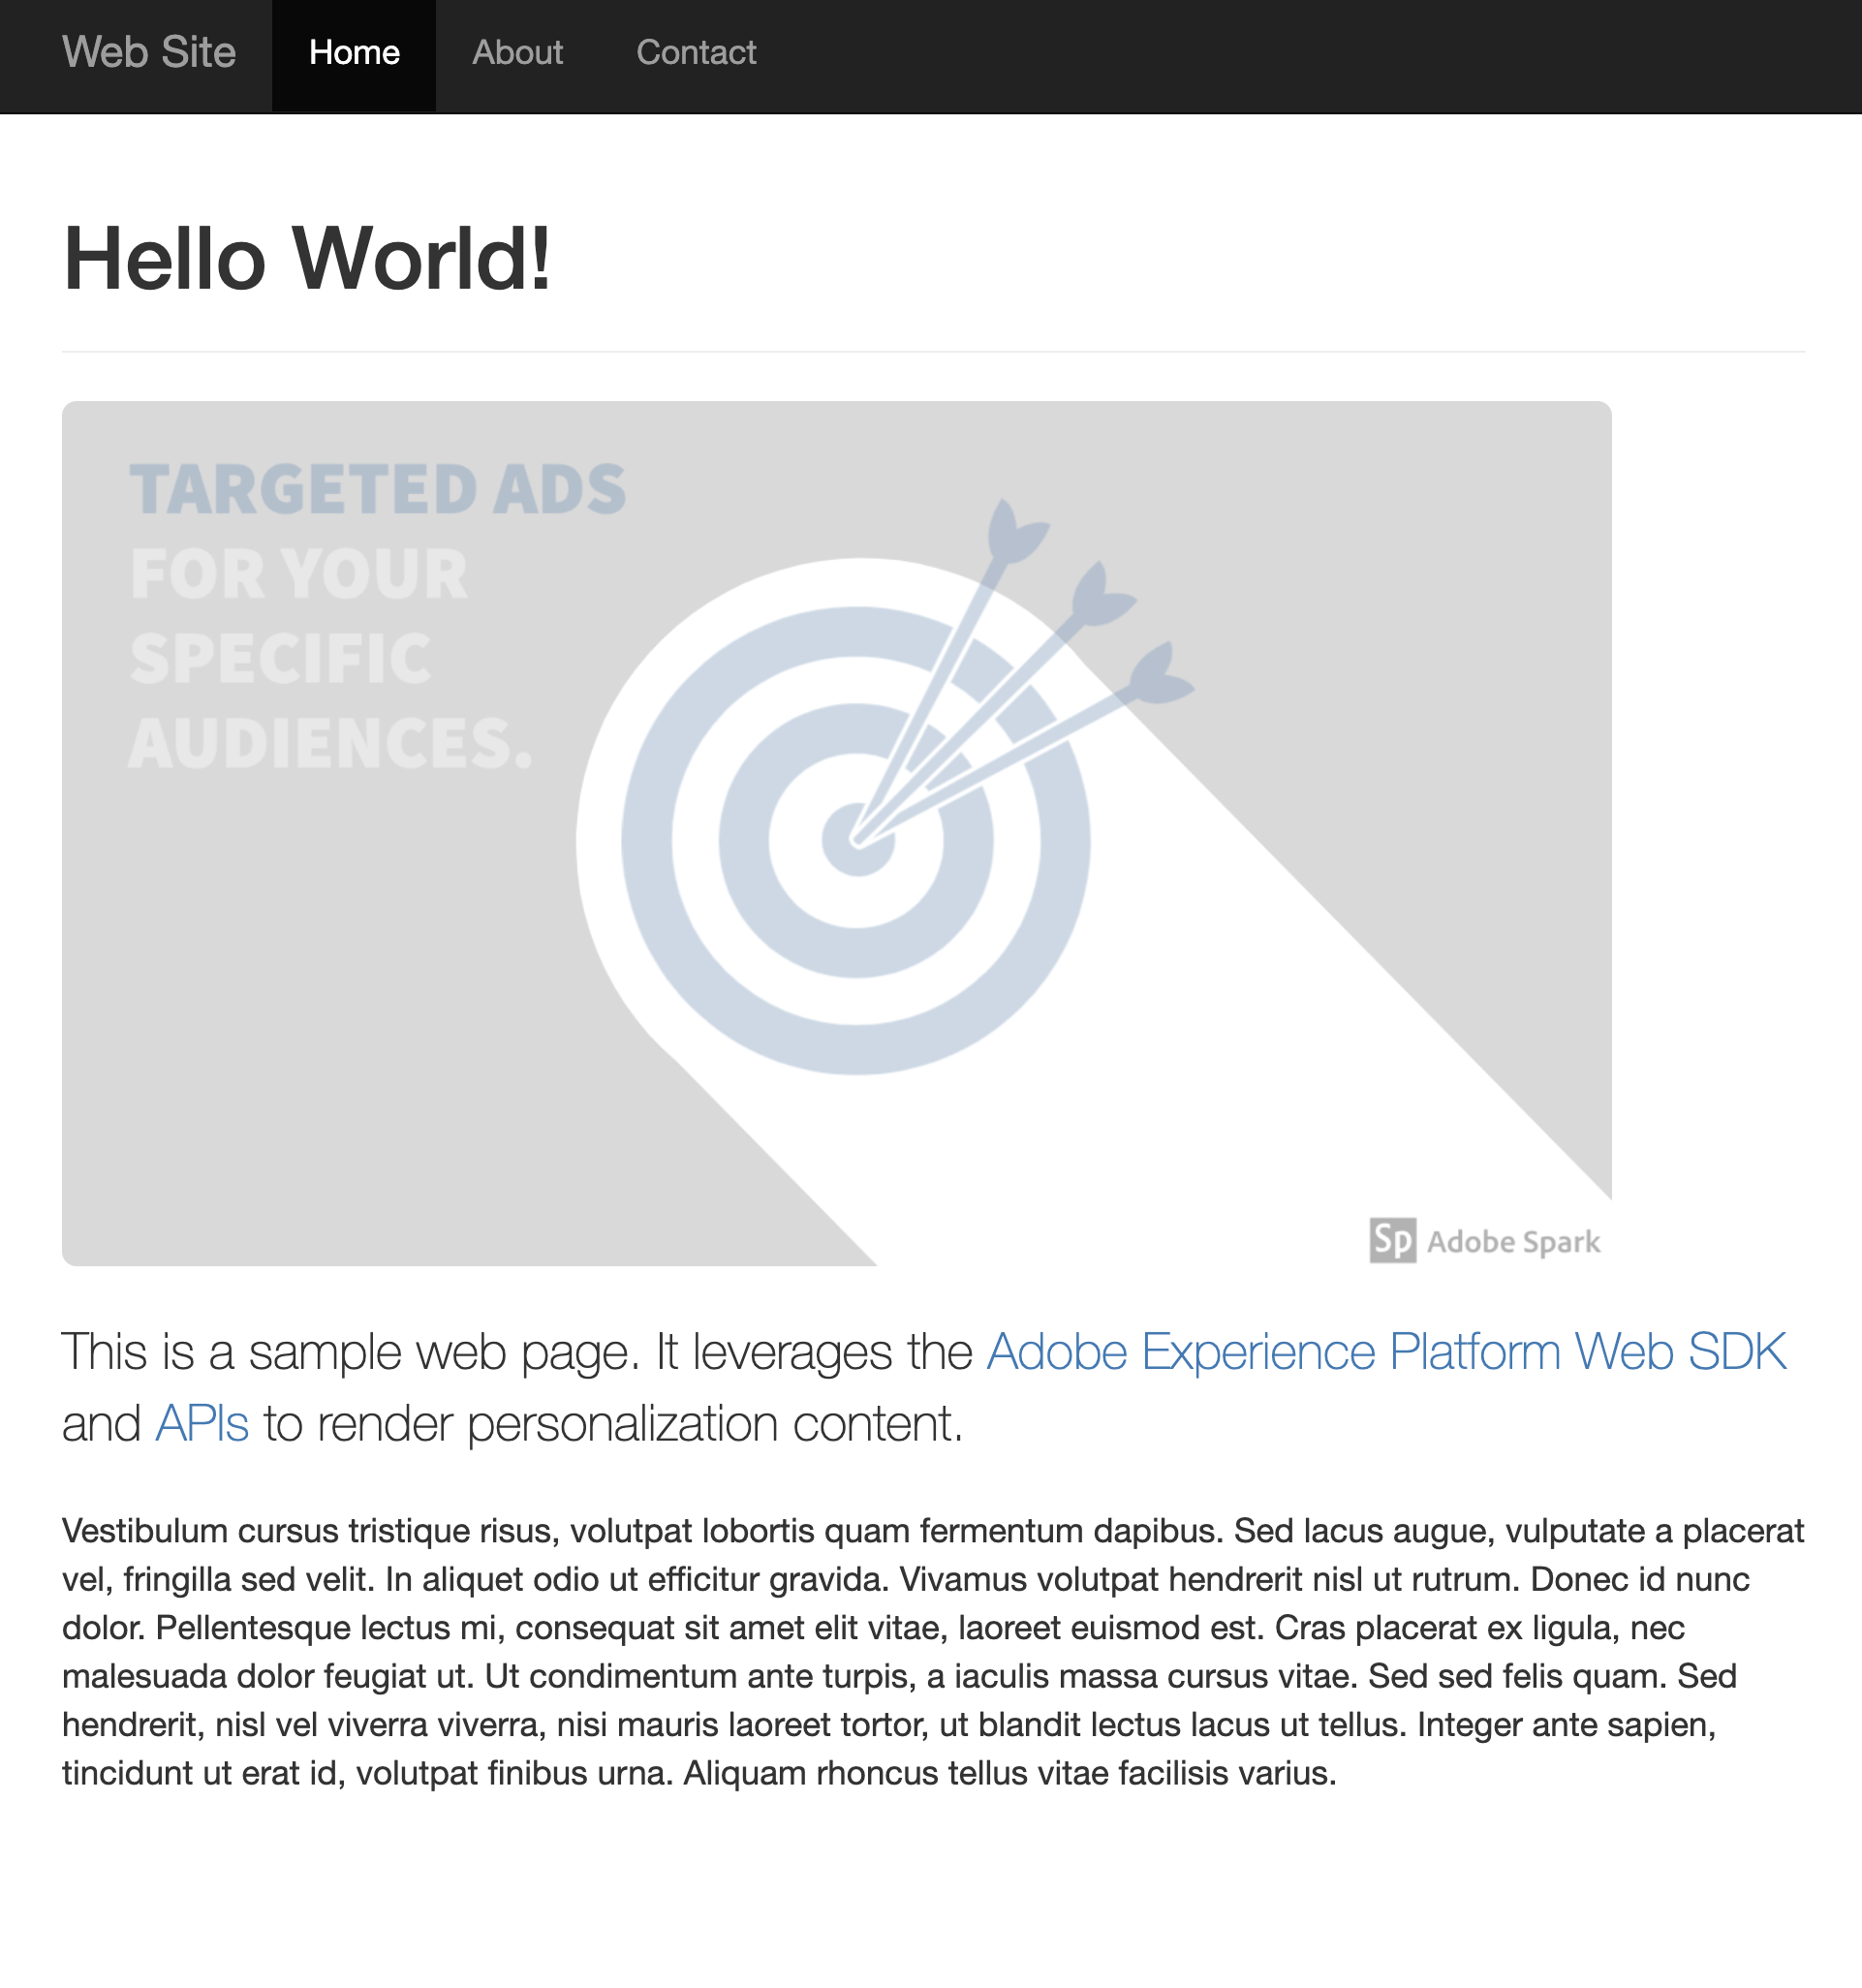 Web Site Home About Contact
Hello World!
TARGETED ADS
FOR YOUR
SPECIFIC
AUDIENCES.
Sp Adobe Spark
This is a sample web page. It leverages the Adobe Experience Platform Web SDK
and APIs to render personalization content.
Vestibulum cursus tristique risus, volutpat lobortis quam fermentum dapibus. Sed lacus augue, vulputate a placerat
vel, fringilla sed velit. In aliquet odio ut efficitur gravida. Vivamus volutpat hendrerit nisl ut rutrum. Donec id nunc
dolor. Pellentesque lectus mi, consequat sit amet elit vitae, laoreet euismod est. Cras placerat ex ligula, nec
malesuada dolor feugiat ut. Ut condimentum ante turpis, a iaculis massa cursus vitae. Sed sed felis quam. Sed
hendrerit, nisl vel viverra viverra, nisi mauris laoreet tortor, ut blandit lectus lacus ut tellus. Integer ante sapien,
tincidunt ut erat id, volutpat finibus urna. Aliquam rhoncus tellus vitae facilisis varius.